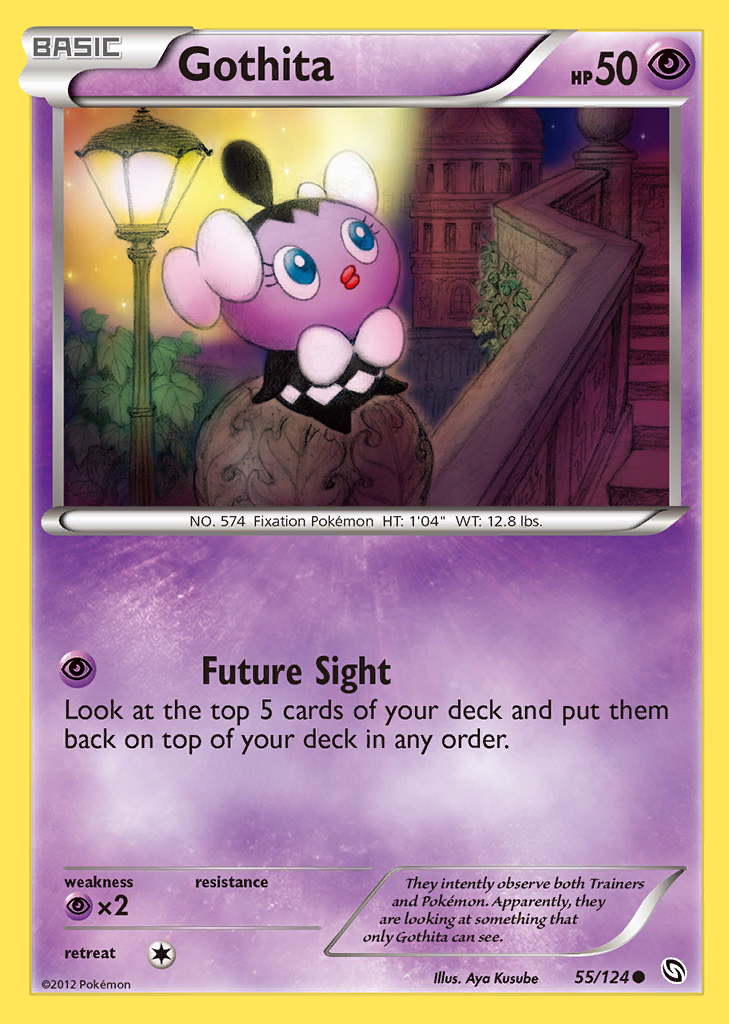 BASIC
Gothita
HP 50
NO. 574 Fixation Pokémon HT: 1'04" WT: 12.8 lbs.
Future Sight
Look at the top 5 cards of your deck and put them
back on top of your deck in any order.
weakness
×2
resistance
retreat
They intently observe both Trainers
and Pokémon. Apparently, they
are looking at something that
only Gothita can see.
©2012 Pokémon
Illus. Aya Kusube
55/124